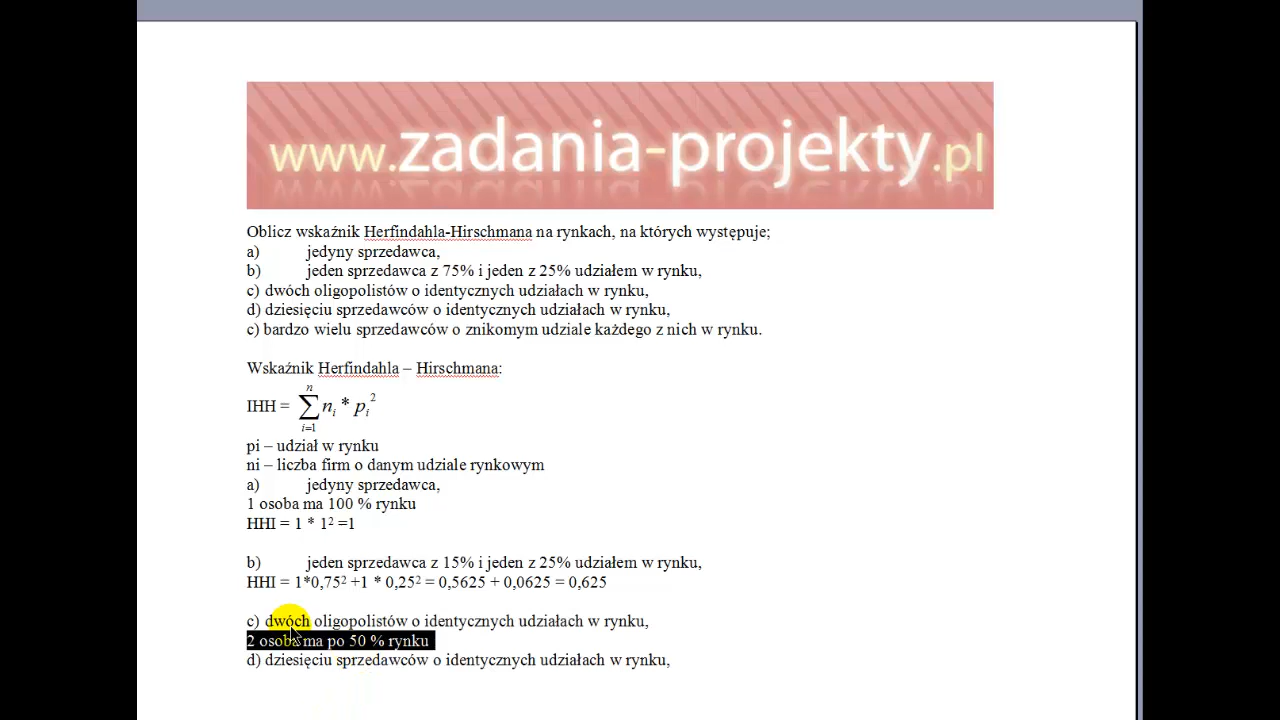 www.zadania-projekty.pl
Oblicz wskaźnik Herfindahla-Hirschmana na rynkach, na których występuje;
a) jedyny sprzedawca,
b) jeden sprzedawca z 75% i jeden z 25% udziałem w rynku,
c) dwóch oligopolistów o identycznych udziałach w rynku,
d) dziesięciu sprzedawców o identycznych udziałach w rynku,
c) bardzo wielu sprzedawców o znikomym udziale każdego z nich w rynku.
Wskaźnik Herfindahla – Hirschmana:
IHH = \sum_{i=1}^{n} n_i * p_i^2
pi – udział w rynku
ni – liczba firm o danym udziale rynkowym
a) jedyny sprzedawca,
1 osoba ma 100 % rynku
HHI = 1 * 1² =1
b) jeden sprzedawca z 15% i jeden z 25% udziałem w rynku,
HHI = 1*0,75² +1 * 0,25² = 0,5625 + 0,0625 = 0,625
c) dwóch oligopolistów o identycznych udziałach w rynku,
2 osoba ma po 50 % rynku
d) dziesięciu sprzedawców o identycznych udziałach w rynku,